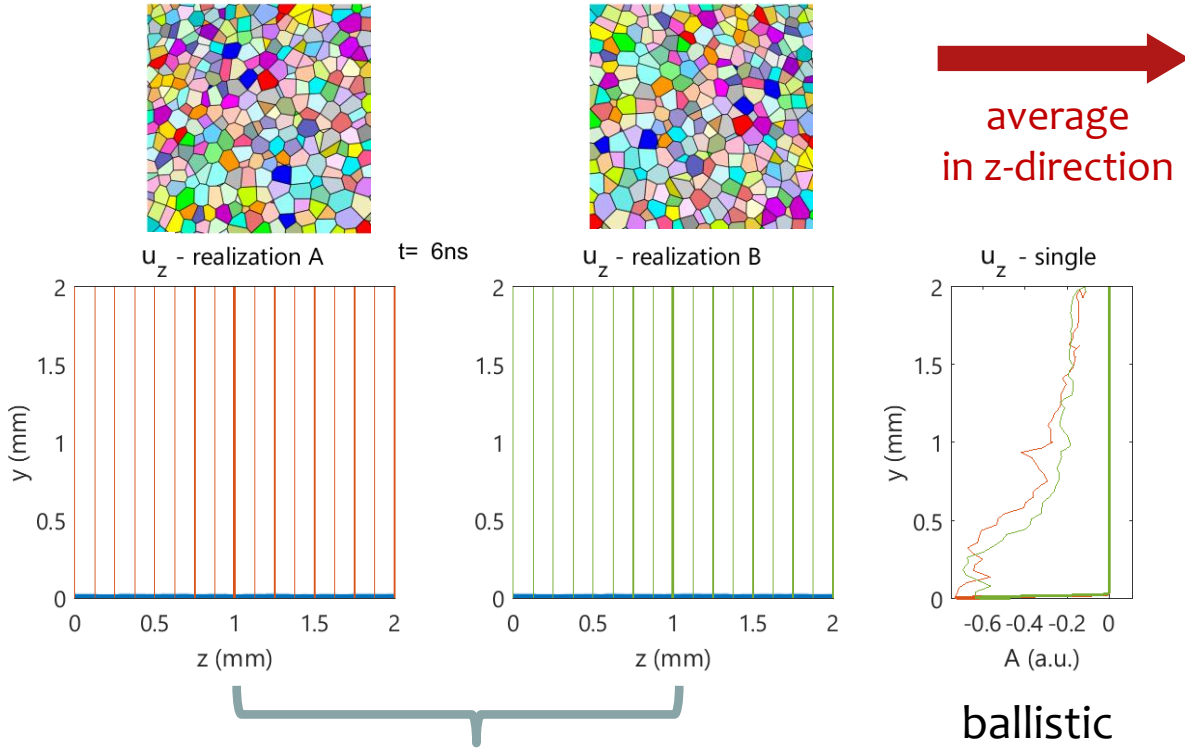 average
in z-direction
u_z - realization A
t= 6ns
u_z - realization B
u_z - single
2
1.5
1
0.5
0
y (mm)
0 0.5 1 1.5 2
z (mm)
2
1.5
1
0.5
0
0 0.5 1 1.5 2
z (mm)
2
1.5
1
0.5
0
y (mm)
-0.6 -0.4 -0.2 0
A (a.u.)
ballistic